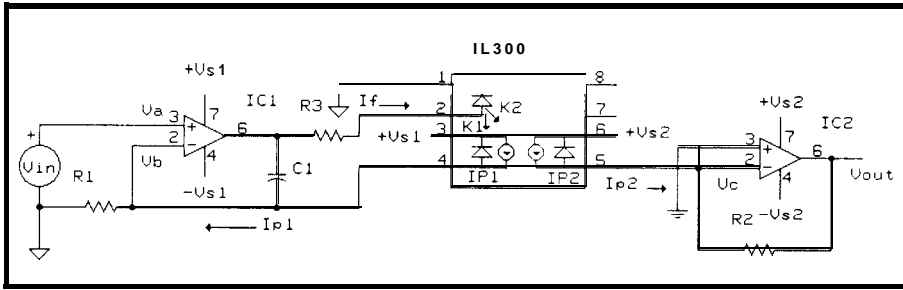 IL300
+Vs1
IC1
1
8
Va
3
7
+
6
R3
If
2
K2
7
K1
2
-
Vb
4
+Vs1
3
6
+Vs2
+Vs2
IC2
+
Vin
R1
-Vs1
C1
4
IP1
IP2
5
Ip2
3
7
+
6
2
-
4
Vc
Vout
Ip1
R2
-Vs2